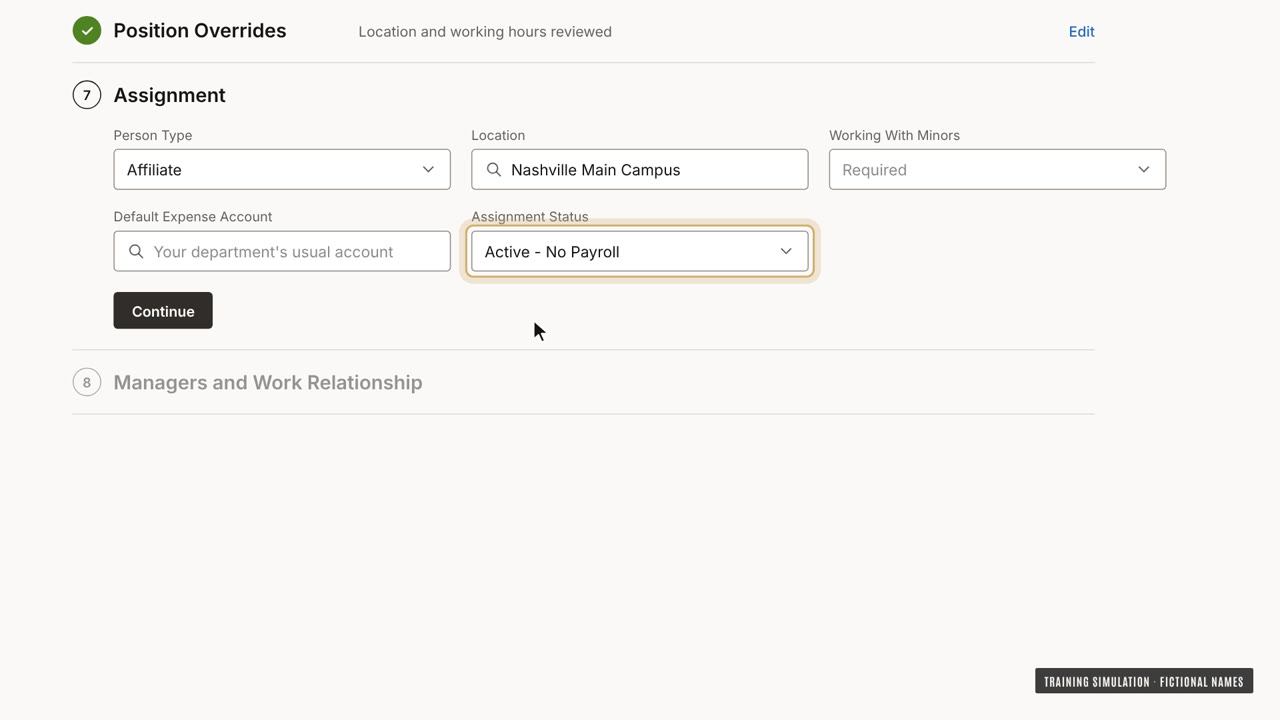 Position Overrides
Location and working hours reviewed
Edit
7
Assignment
Person Type
Location
Working With Minors
Affiliate
Nashville Main Campus
Required
Default Expense Account
Assignment Status
Your department's usual account
Active - No Payroll
Continue
8
Managers and Work Relationship
TRAINING SIMULATION · FICTIONAL NAMES